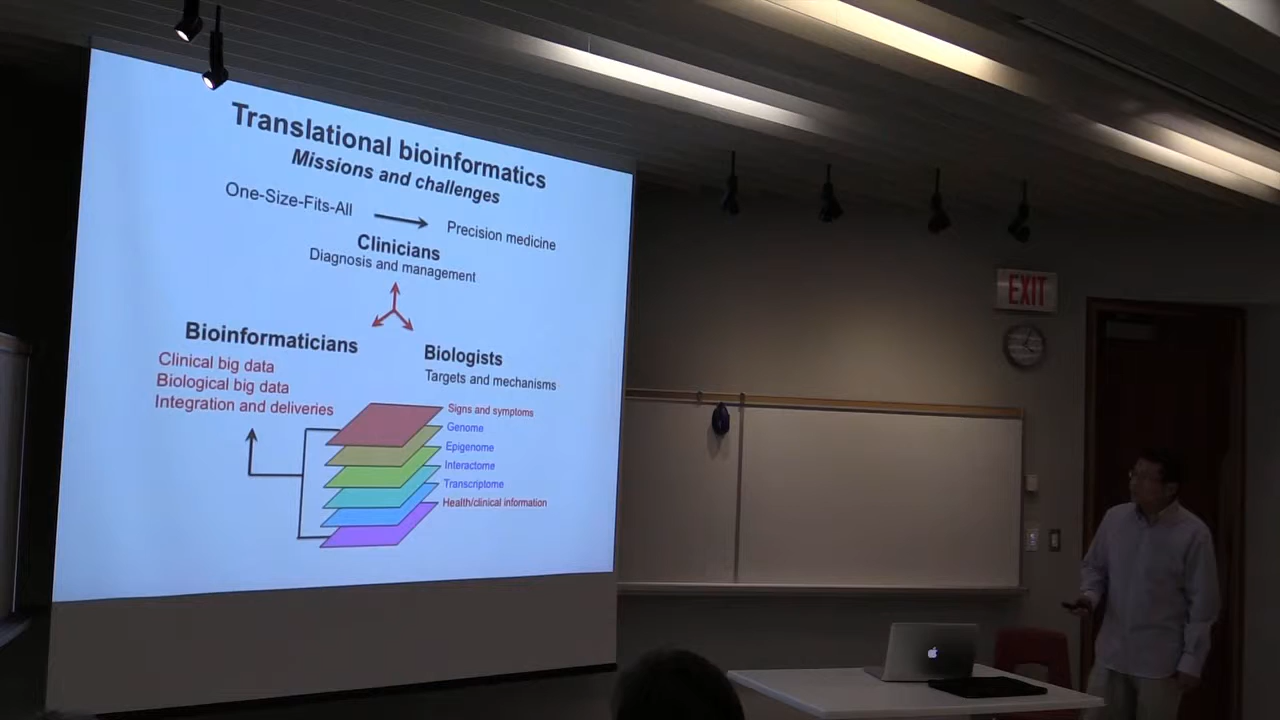 Translational bioinformatics
Missions and challenges
One-Size-Fits-All
Precision medicine
Clinicians
Diagnosis and management
Bioinformaticians
Clinical big data
Biological big data
Integration and deliveries
Biologists
Targets and mechanisms
Signs and symptoms
Genome
Epigenome
Interactome
Transcriptome
Health/clinical information
EXIT